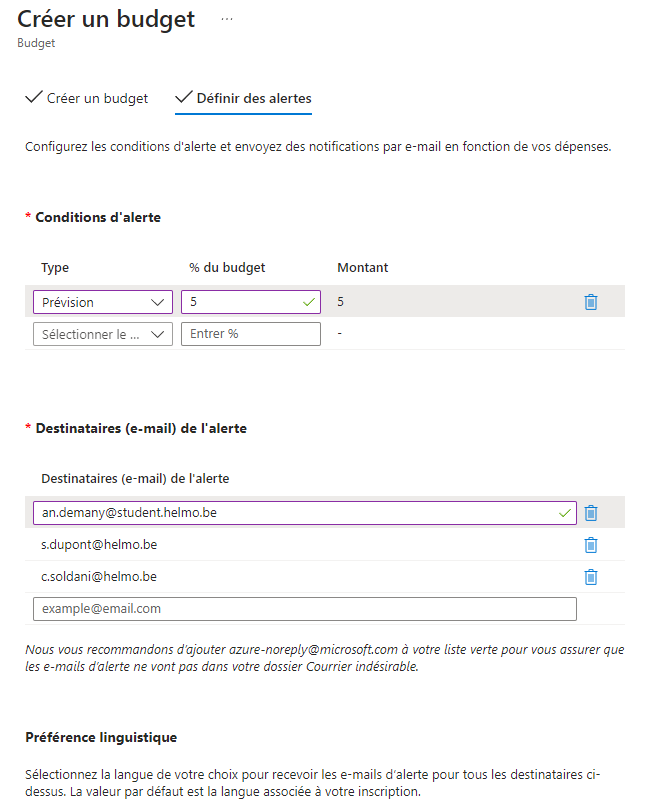 Créer un budget ...
Budget
Créer un budget Définir des alertes
Configurez les conditions d'alerte et envoyez des notifications par e-mail en fonction de vos dépenses.
* Conditions d'alerte
Type % du budget Montant
Prévision 5 5
Sélectionner le ... Entrer % -
* Destinataires (e-mail) de l'alerte
Destinataires (e-mail) de l'alerte
an.demany@student.helmo.be
s.dupont@helmo.be
c.soldani@helmo.be
example@email.com
Nous vous recommandons d'ajouter azure-noreply@microsoft.com à votre liste verte pour vous assurer que
les e-mails d'alerte ne vont pas dans votre dossier Courrier indésirable.
Préférence linguistique
Sélectionnez la langue de votre choix pour recevoir les e-mails d'alerte pour tous les destinataires ci-
dessus. La valeur par défaut est la langue associée à votre inscription.